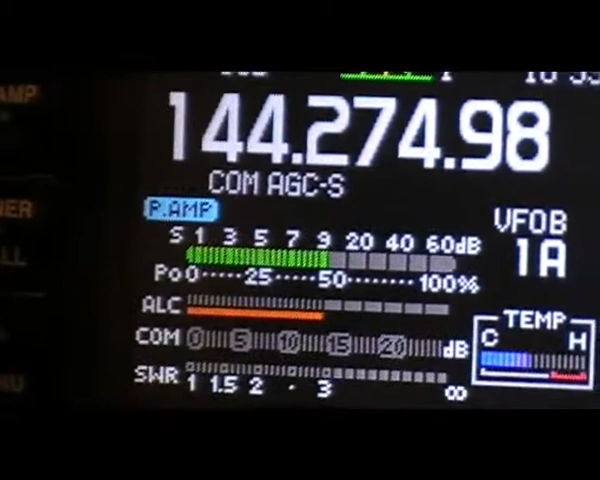 AMP
144.274.98
COM AGC-S
P.AMP
VFOB
1A
S 1 3 5 7 9 20 40 60dB
Po 0 25 50 100%
ALC
COM 0 5 10 15 20 dB
SWR 1 1.5 2 3 ∞
TEMP
C H